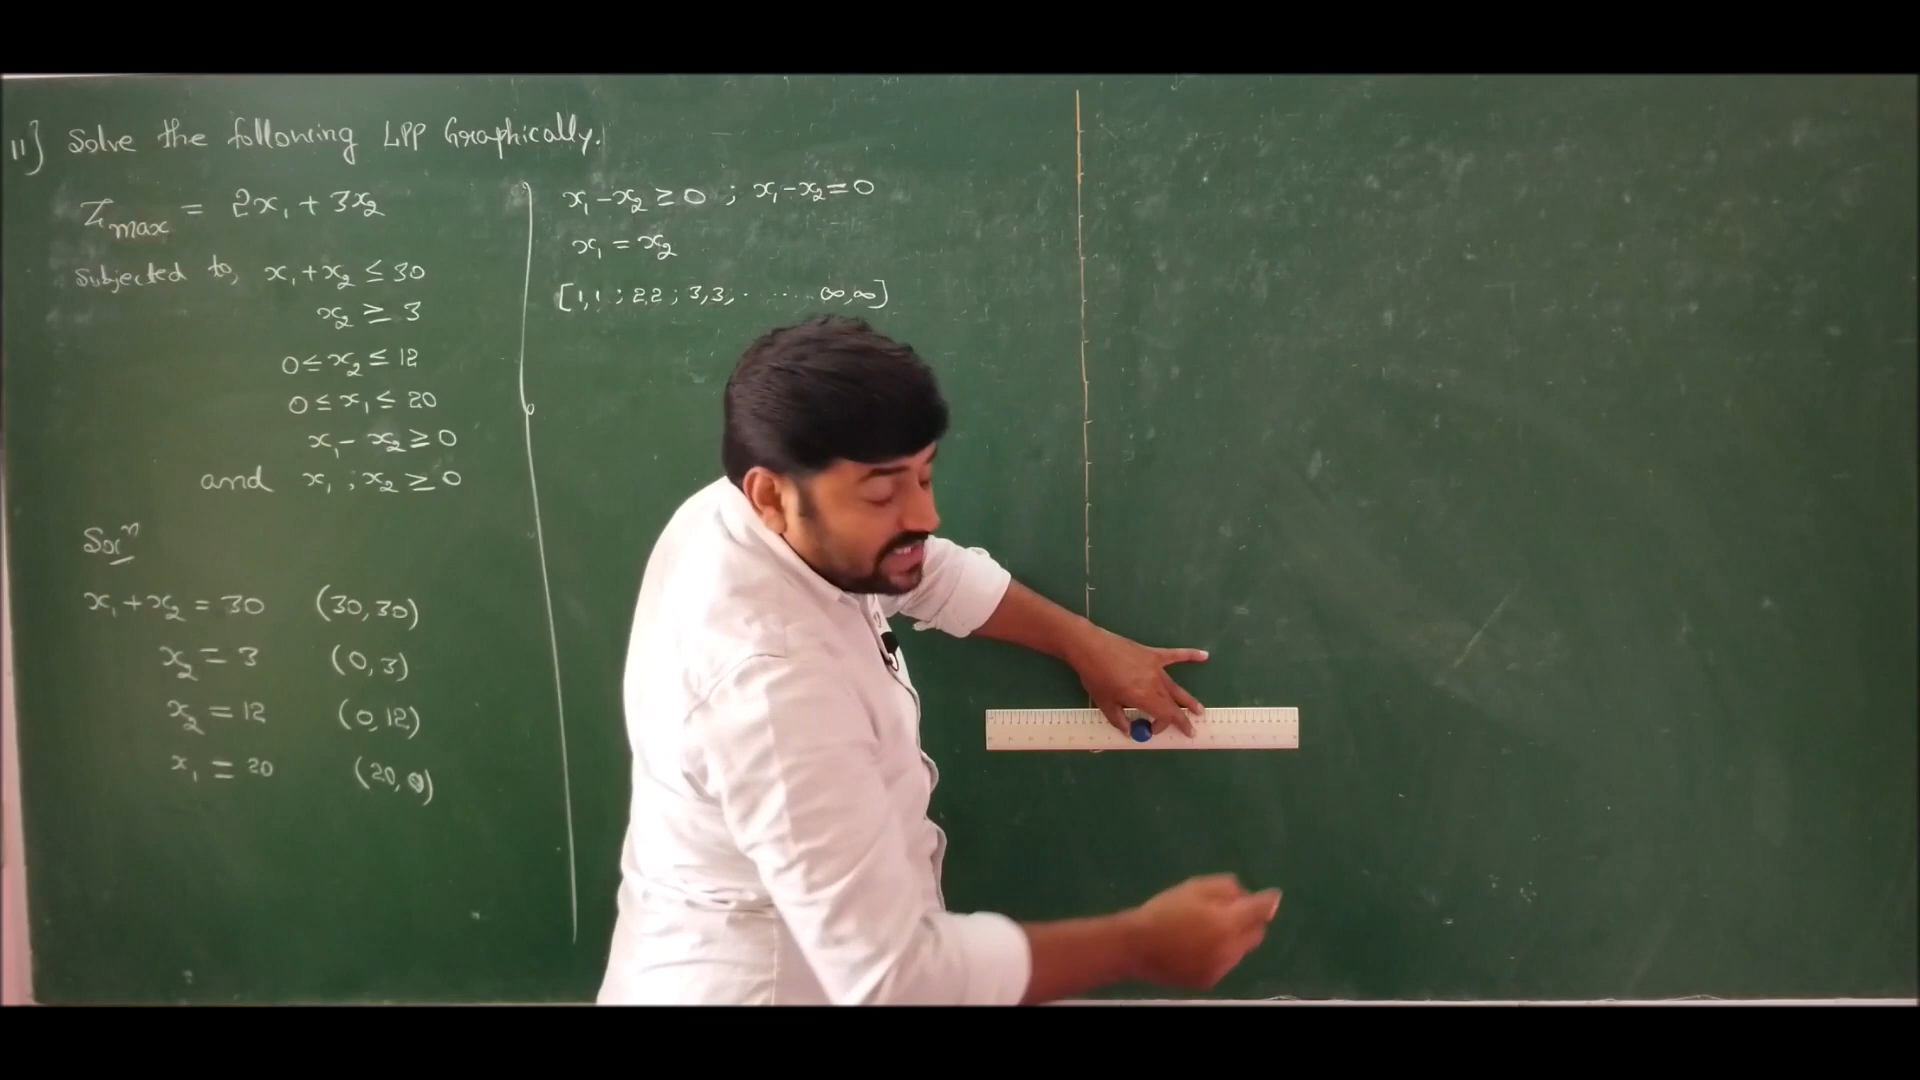 11] Solve the following LPP Graphically.
Zmax = 2x₁ + 3x₂
Subjected to, x₁ + x₂ ≤ 30
x₂ ≥ 3
0 ≤ x₂ ≤ 12
0 ≤ x₁ ≤ 20
x₁ - x₂ ≥ 0
and x₁ ; x₂ ≥ 0
Solⁿ
x₁ + x₂ = 30 (30, 30)
x₂ = 3 (0, 3)
x₂ = 12 (0, 12)
x₁ = 20 (20, 0)
x₁ - x₂ ≥ 0 ; x₁ - x₂ = 0
x₁ = x₂
[1,1 ; 2,2 ; 3,3, . . . . ∞,∞]